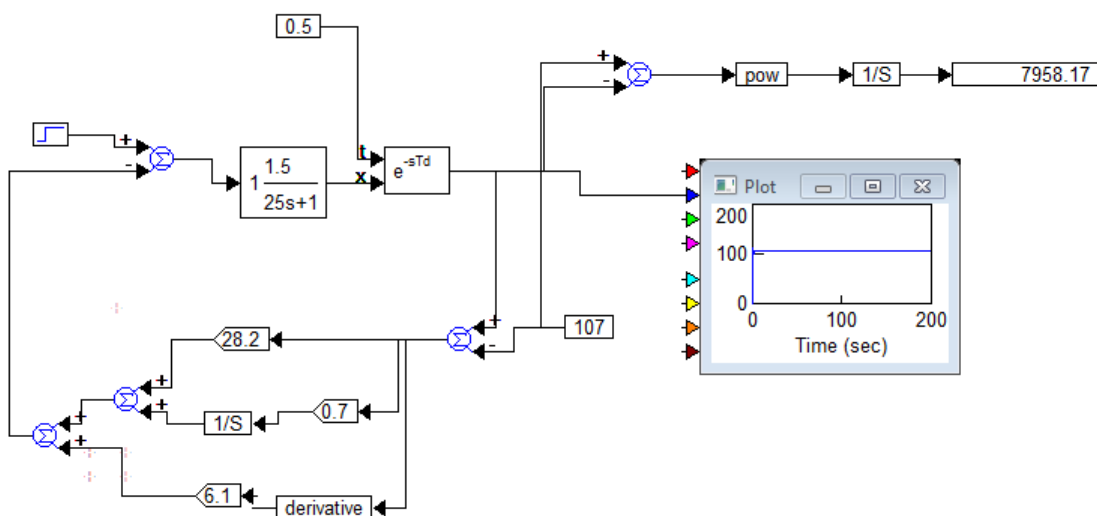 0.5
+
-
Σ
pow
1/S
7958.17
+
-
Σ
1
1.5
25s+1
t
x
e-sTd
Plot
200
100
0
0
100
200
Time (sec)
28.2
+
-
Σ
107
+
+
Σ
1/S
0.7
+
+
Σ
6.1
derivative